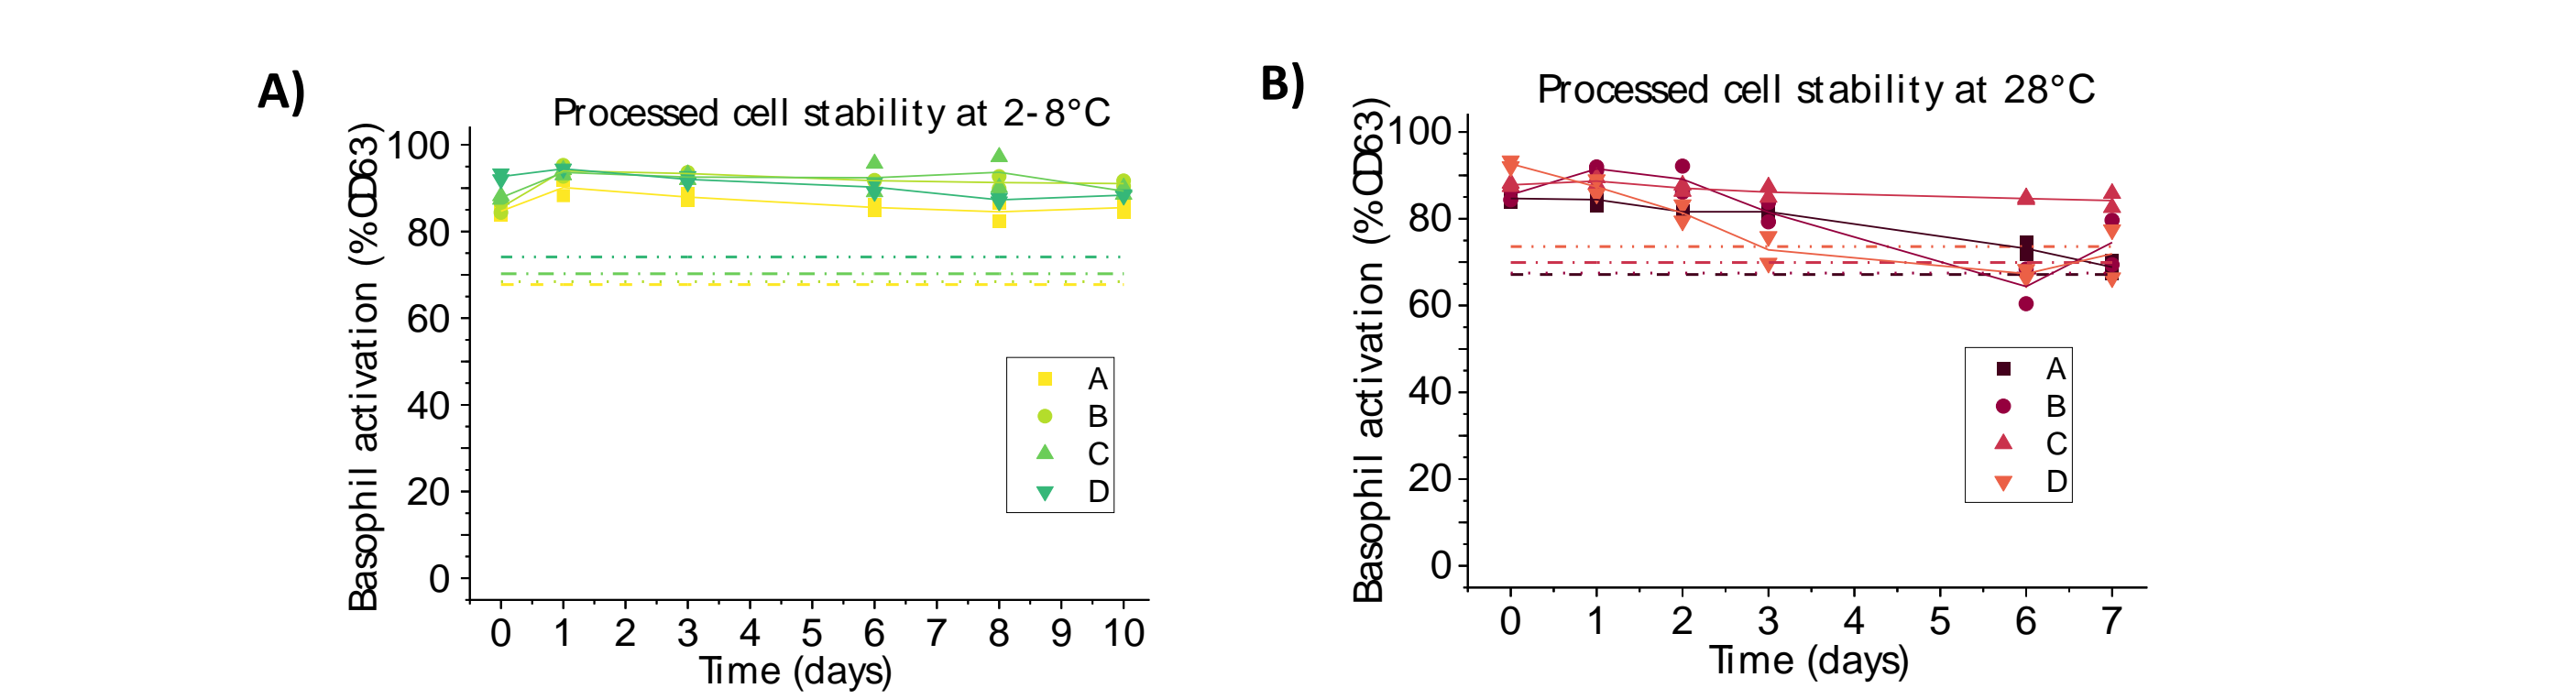 A)
Processed cell stability at 2-8°C
Basophil activation (%CD63)
100
80
60
40
20
0
A
B
C
D
0 1 2 3 4 5 6 7 8 9 10
Time (days)
B)
Processed cell stability at 28°C
Basophil activation (%CD63)
100
80
60
40
20
0
A
B
C
D
0 1 2 3 4 5 6 7
Time (days)